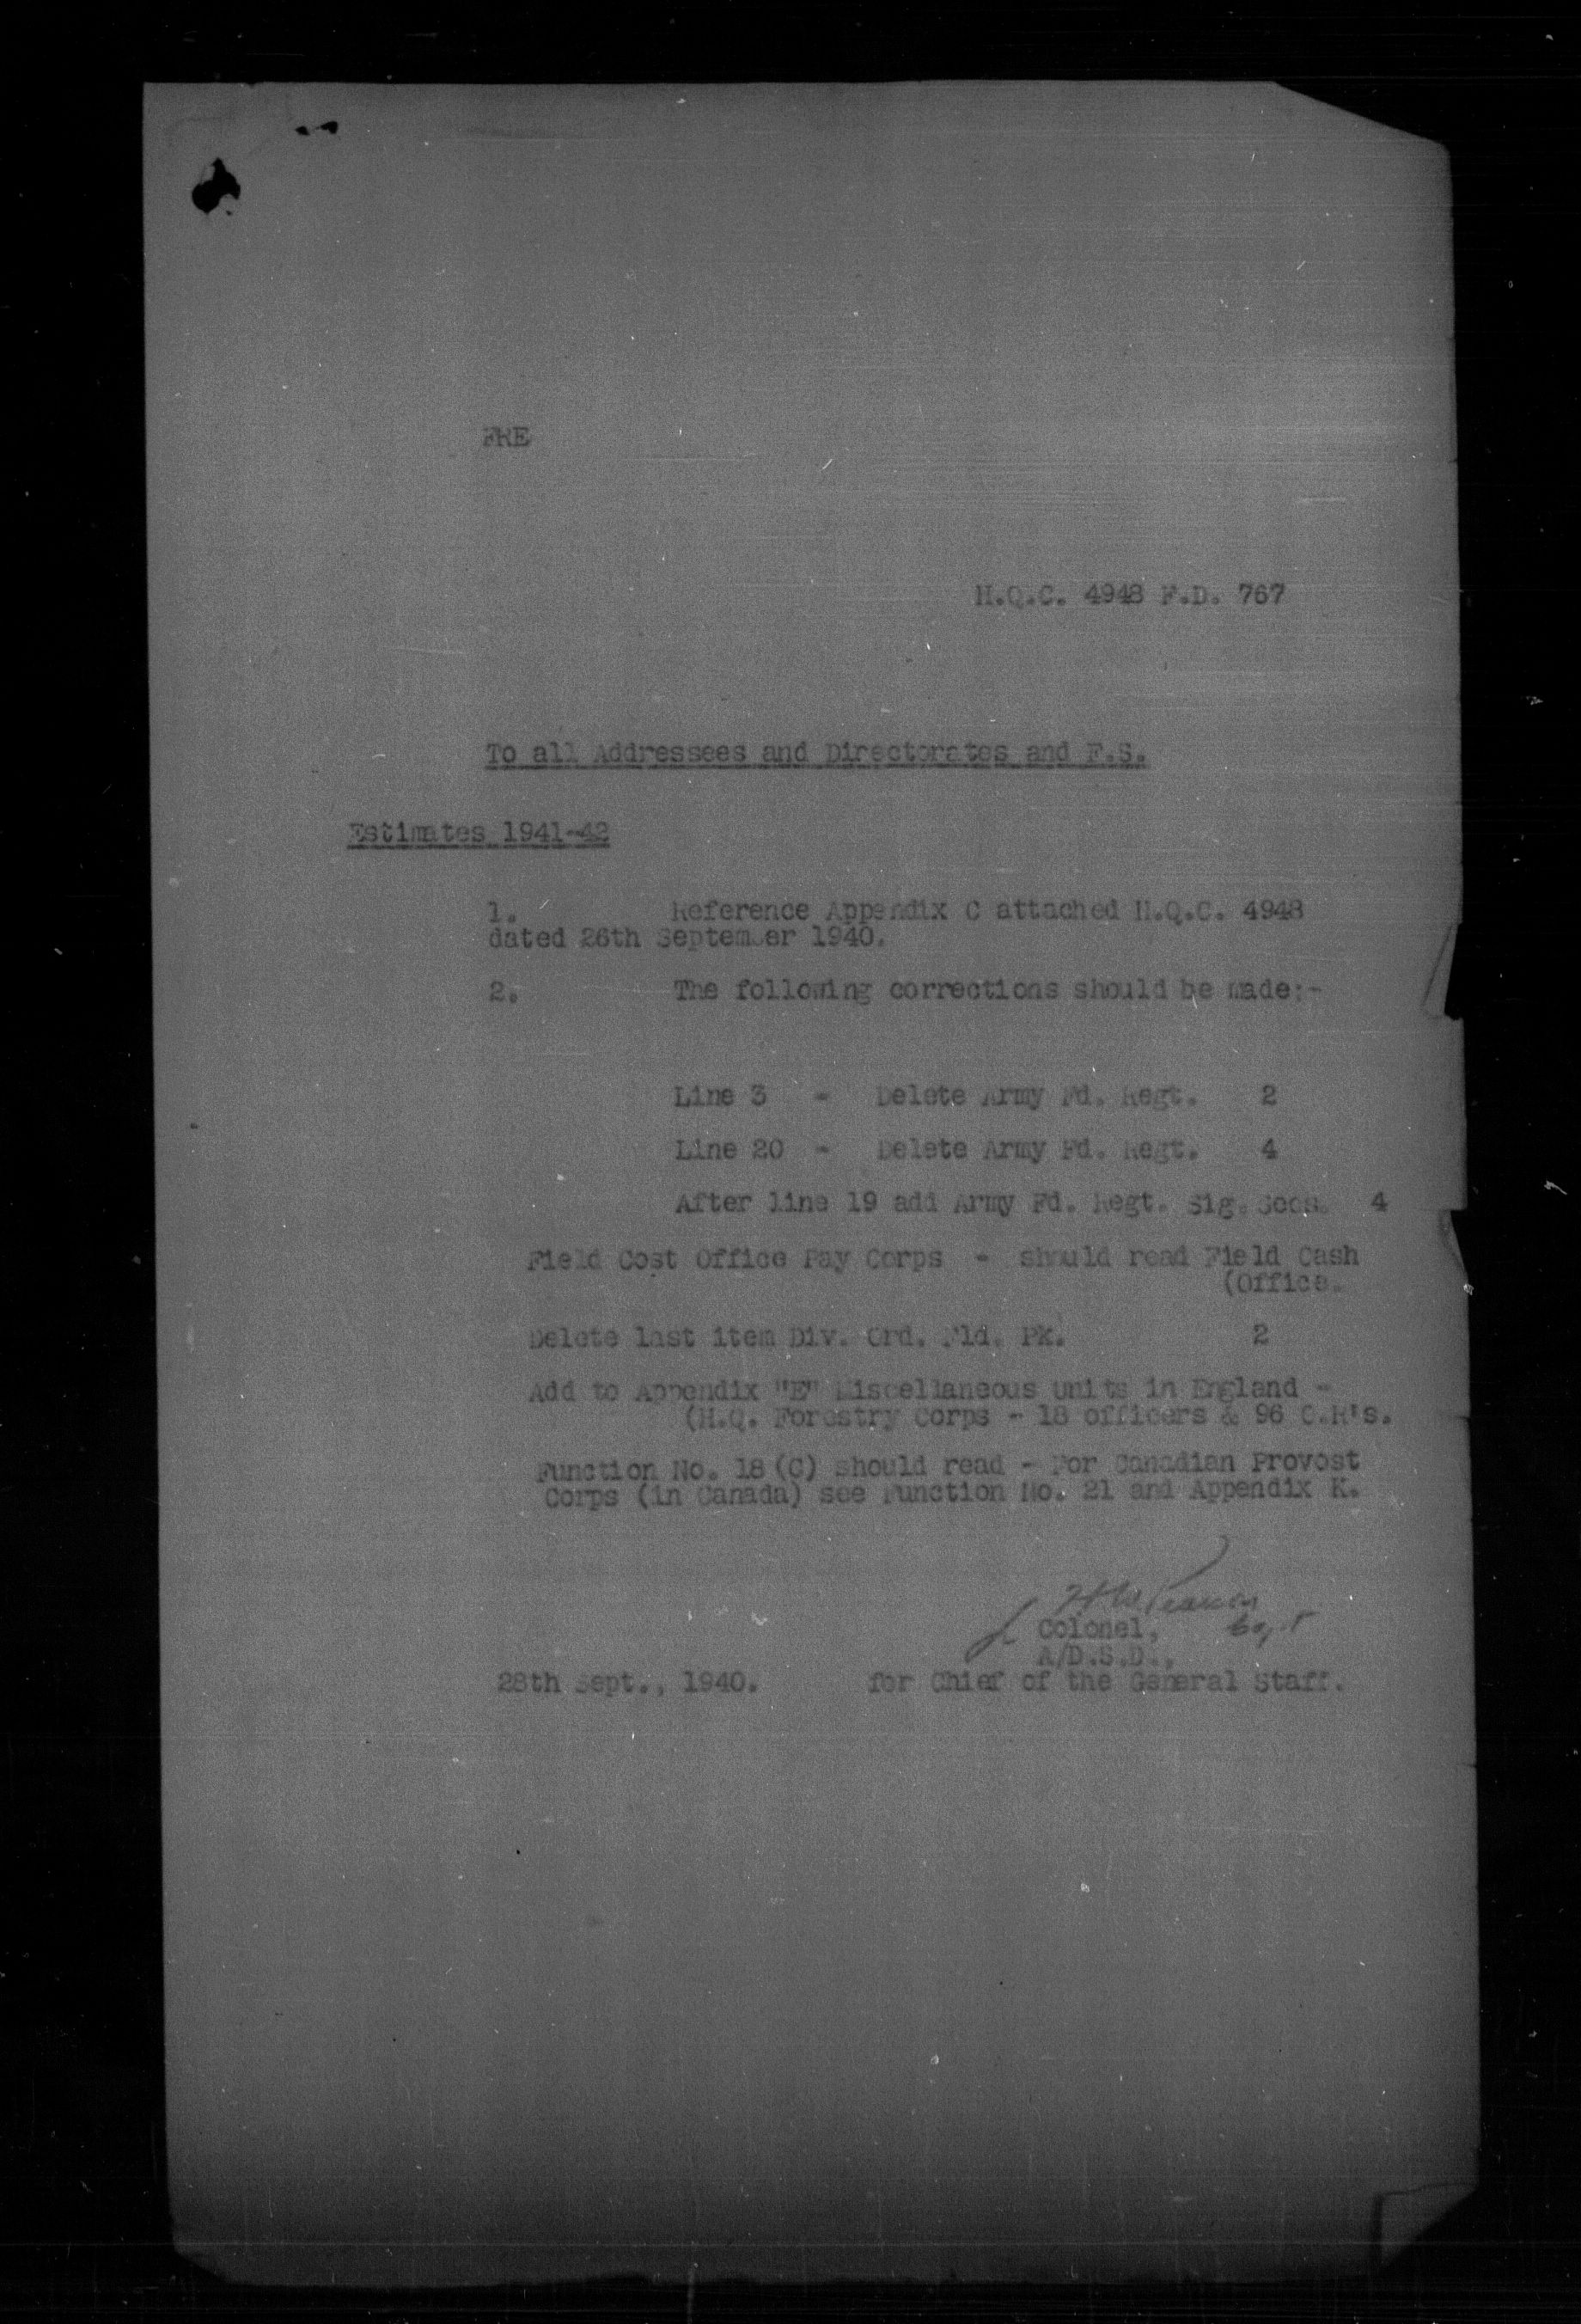 FRE
H.Q.C. 4948 F.D. 767
To all Addressees and Directorates and F.S.
Estimates 1941-42
1. Reference Appendix C attached H.Q.C. 4948
dated 26th September 1940.
2. The following corrections should be made:-
Line 3 - Delete Army Fd. Regt. 2
Line 20 - Delete Army Fd. Regt. 4
After line 19 add Army Fd. Regt. Sig. Secs. 4
Field Cost Office Pay Corps - should read Field Cash
(Office.
Delete last item Div. Ord. Fld. Pk. 2
Add to Appendix "E" Miscellaneous Units in England -
(H.Q. Forestry Corps - 18 officers & 96 O.R's.
Function No. 18 (C) should read - For Canadian Provost
Corps (in Canada) see Function No. 21 and Appendix K.
Colonel, Capt
A/D.S.D.,
28th Sept., 1940. for Chief of the General Staff.